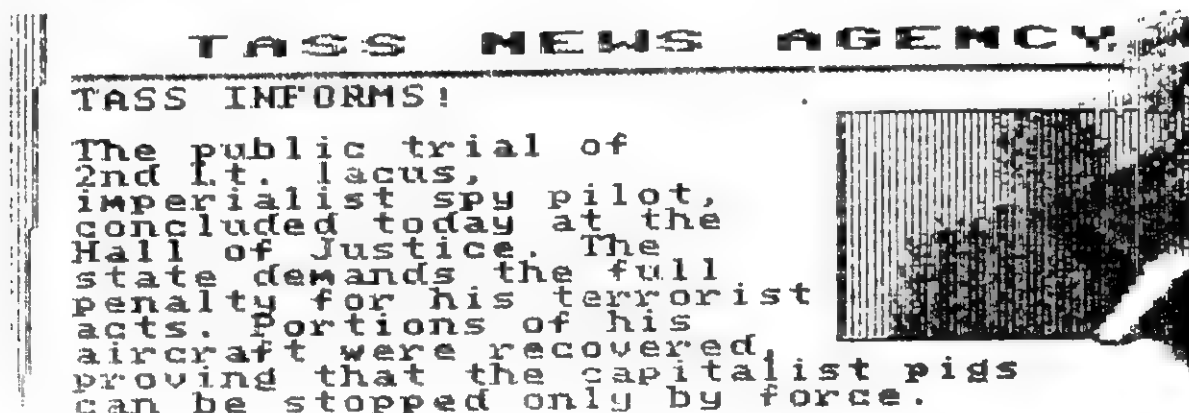 TASS NEWS AGENCY
TASS INFORMS!
The public trial of
2nd Lt. lacus,
imperialist spy pilot,
concluded today at the
Hall of Justice. The
state demands the full
penalty for his terrorist
acts. Portions of his
aircraft were recovered,
proving that the capitalist pigs
can be stopped only by force.